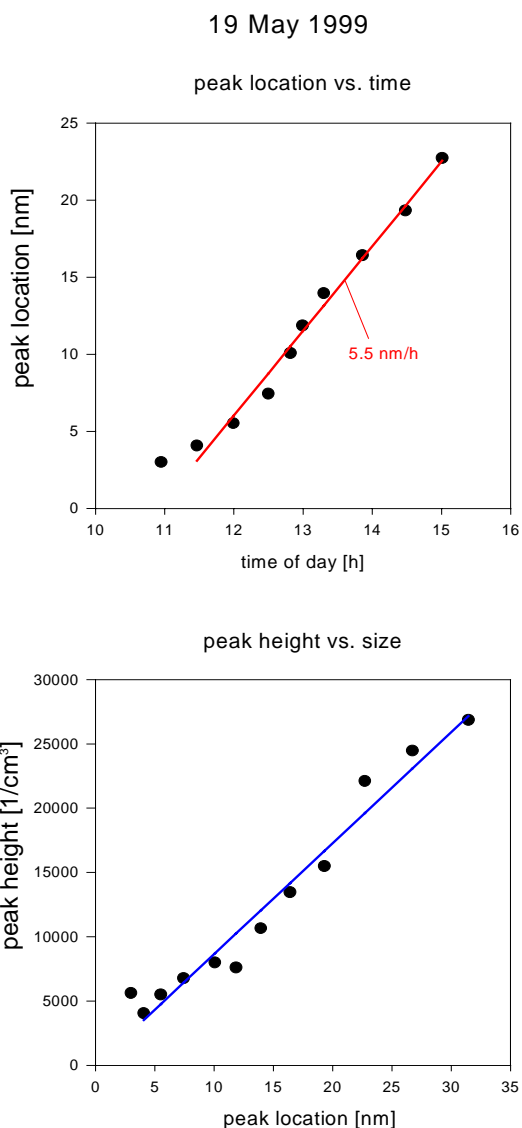 19 May 1999
peak location vs. time
25
20
15
10
5
0
peak location [nm]
5.5 nm/h
10 11 12 13 14 15 16
time of day [h]
peak height vs. size
30000
25000
20000
15000
10000
5000
0
peak height [1/cm³]
0 5 10 15 20 25 30 35
peak location [nm]